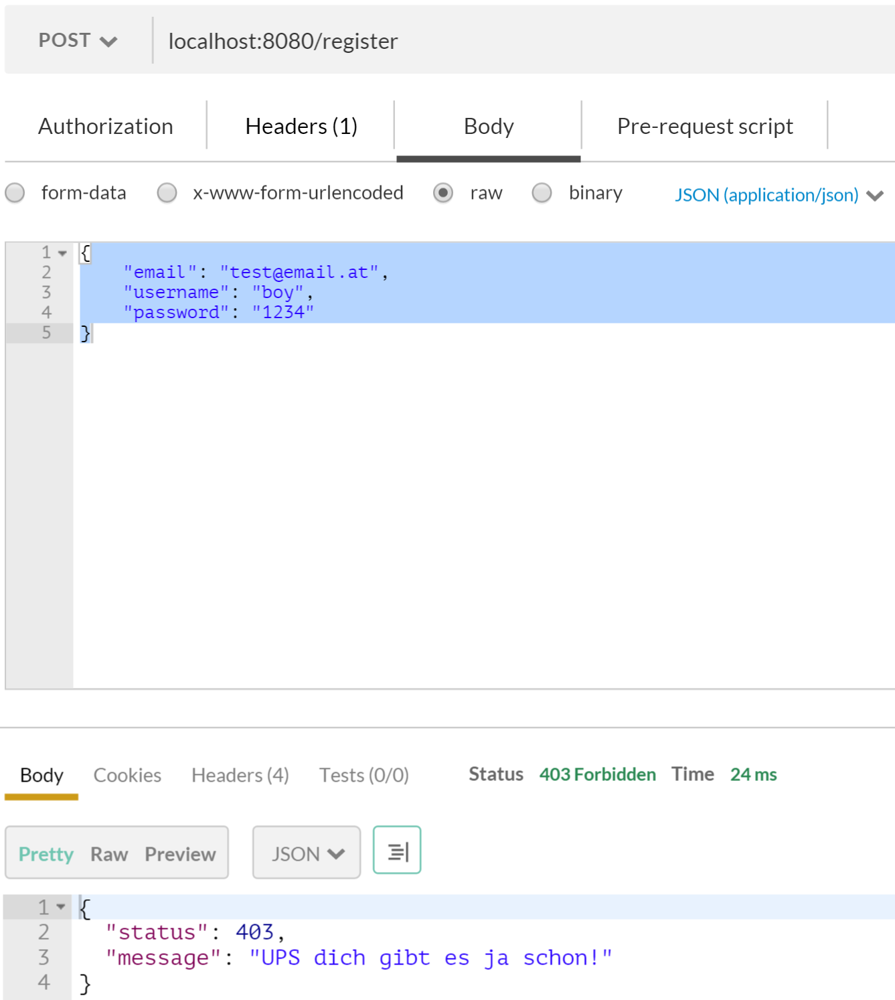 POST
localhost:8080/register
Authorization Headers (1) Body Pre-request script
form-data x-www-form-urlencoded raw binary JSON (application/json)
1 {
2 "email": "test@email.at",
3 "username": "boy",
4 "password": "1234"
5 }
Body Cookies Headers (4) Tests (0/0) Status 403 Forbidden Time 24 ms
Pretty Raw Preview JSON
1 {
2 "status": 403,
3 "message": "UPS dich gibt es ja schon!"
4 }